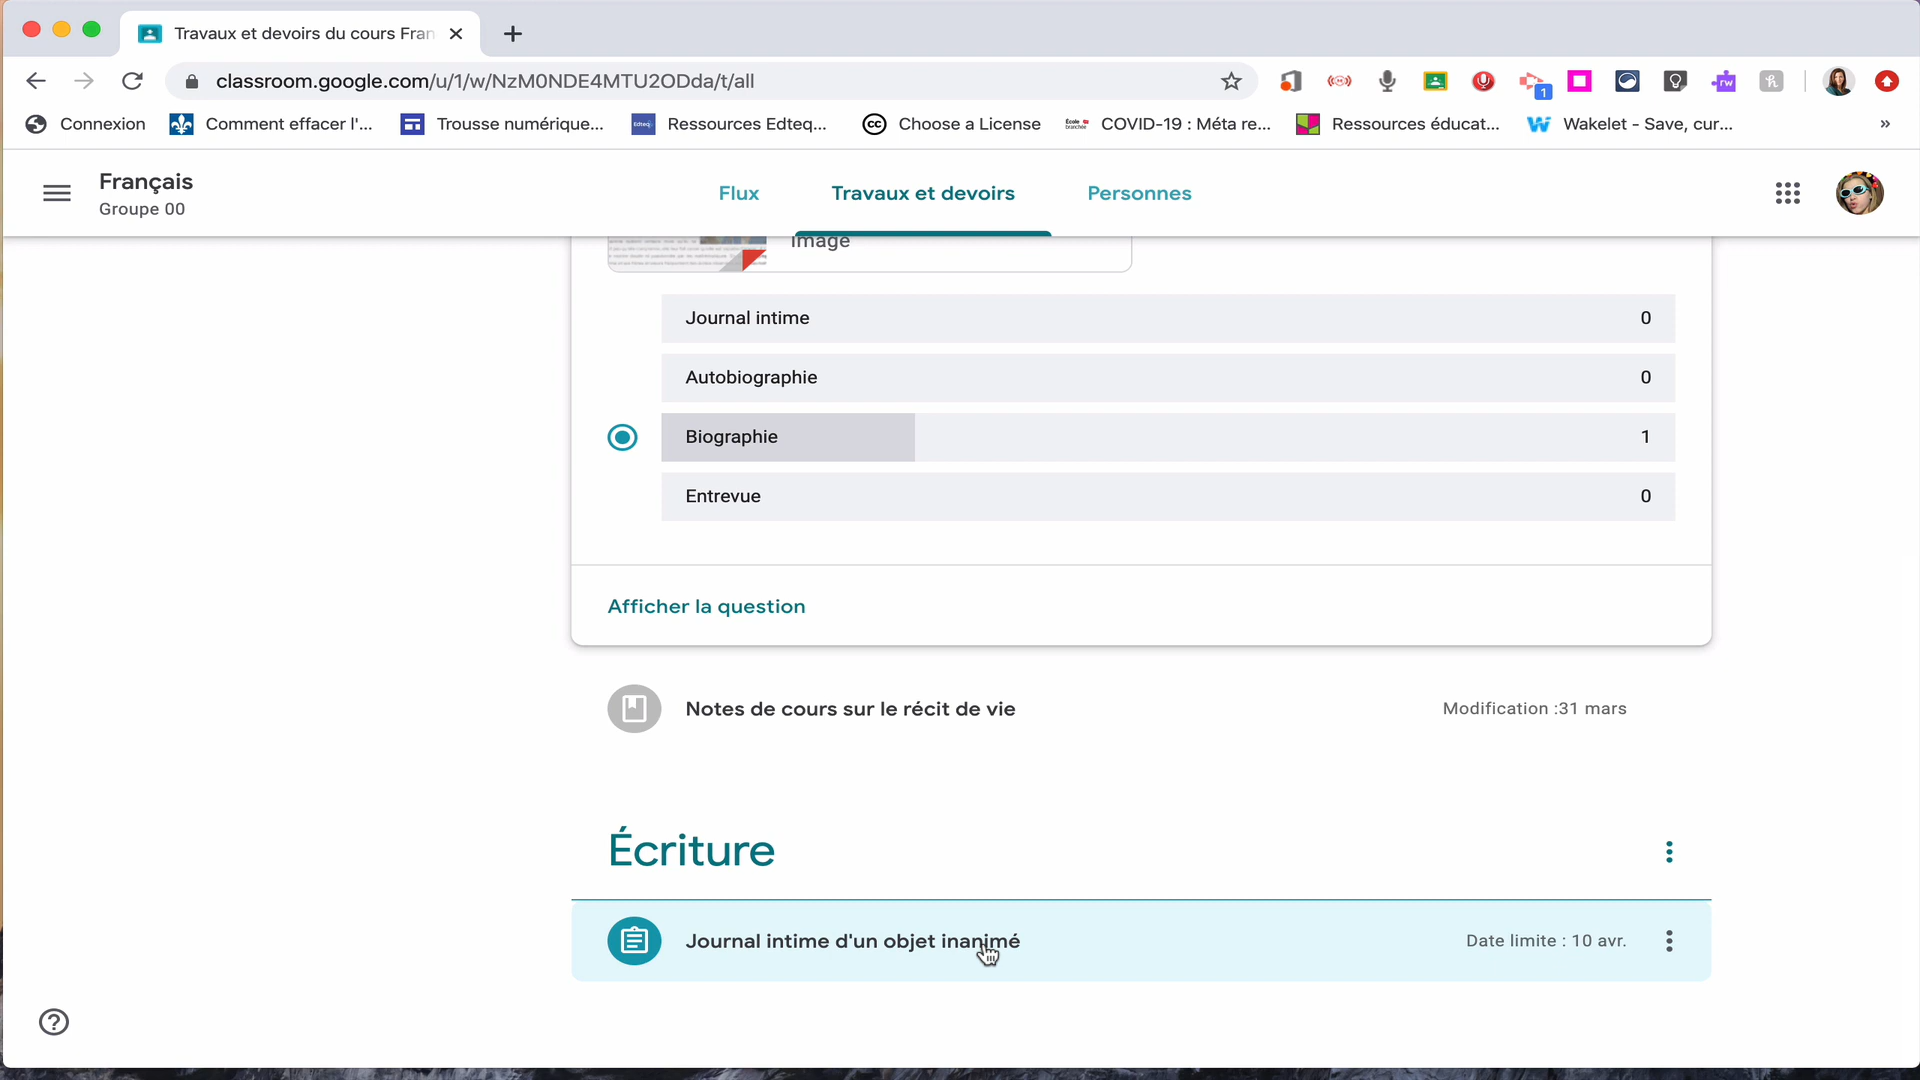 Travaux et devoirs du cours Fran
classroom.google.com/u/1/w/NzM0NDE4MTU2ODda/t/all
1
rw
Connexion
Comment effacer l'...
Trousse numérique...
Ressources Edteq...
Choose a License
COVID-19 : Méta re...
Ressources éducat...
Wakelet - Save, cur...
»
Français
Groupe 00
Flux
Travaux et devoirs
Personnes
Image
Journal intime 0
Autobiographie 0
Biographie 1
Entrevue 0
Afficher la question
Notes de cours sur le récit de vie
Modification :31 mars
Écriture
Journal intime d'un objet inanimé
Date limite : 10 avr.